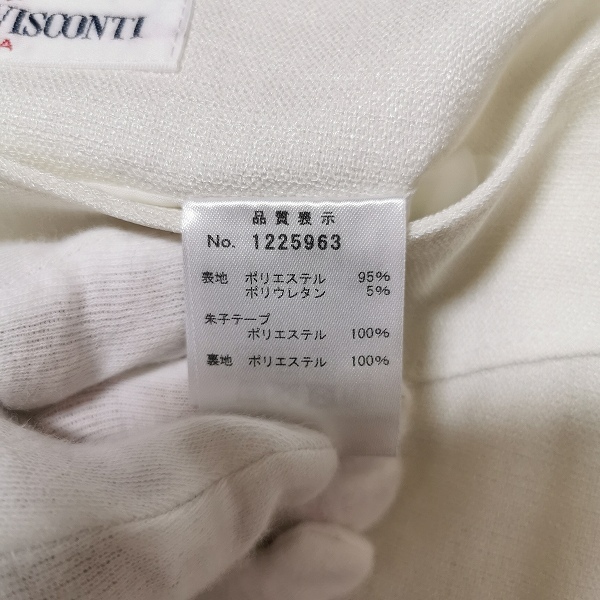 VISCONTI
A
品質表示
No. 1225963
表地 ポリエステル 95%
ポリウレタン 5%
朱子テープ
ポリエステル 100%
裏地 ポリエステル 100%